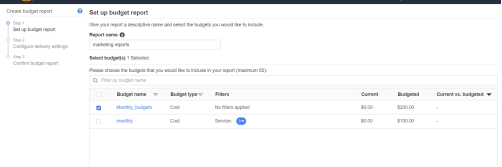 Create budget report
Step 1
Set up budget report
Step 2
Configure delivery settings
Step 3
Confirm budget report
Set up budget report
Give your report a descriptive name and select the budgets you would like to include.
Report name
marketing reports
Select budget(s) 1 Selected
Please choose the budgets that you would like to include in your report (maximum 50):
Filter by budget name
Budget name Budget type Filters Current Budgeted Current vs. budgeted
Monthly_budgets Cost No filters applied $0.00 $200.00 -
monthly Cost Service: $0.00 $100.00 -